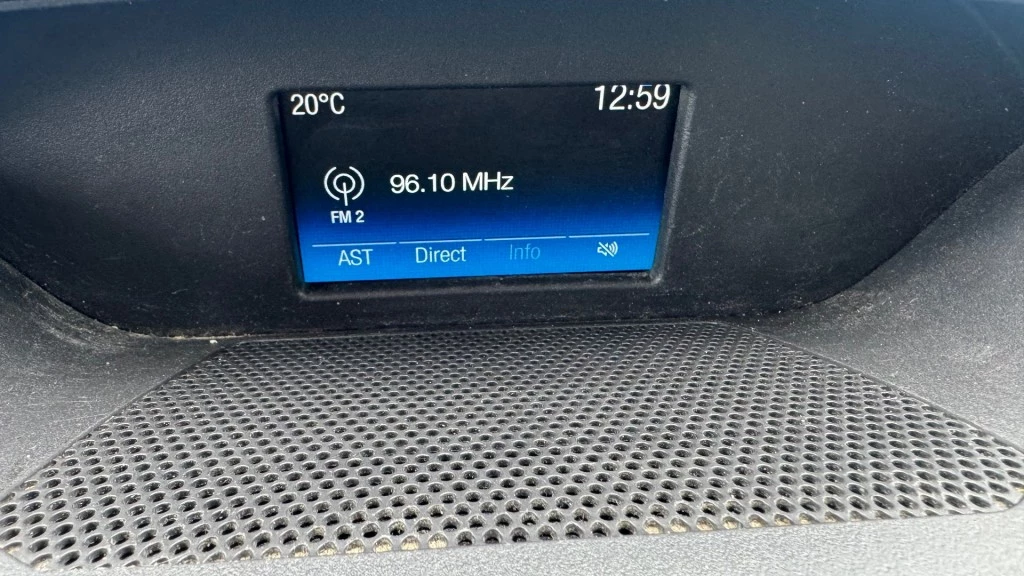 20°C 12:59
96.10 MHz
FM 2
AST Direct Info